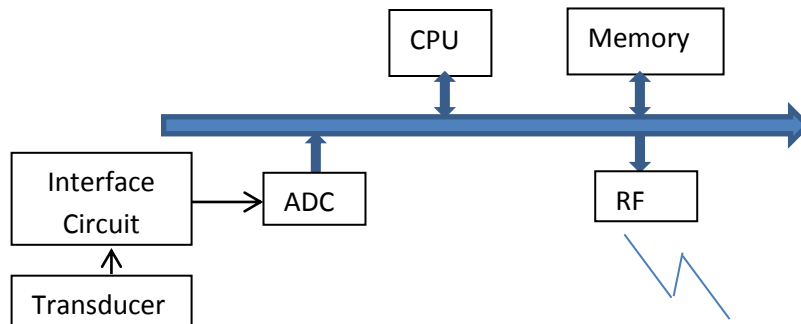 CPU
Memory
Interface
Circuit
ADC
RF
Transducer